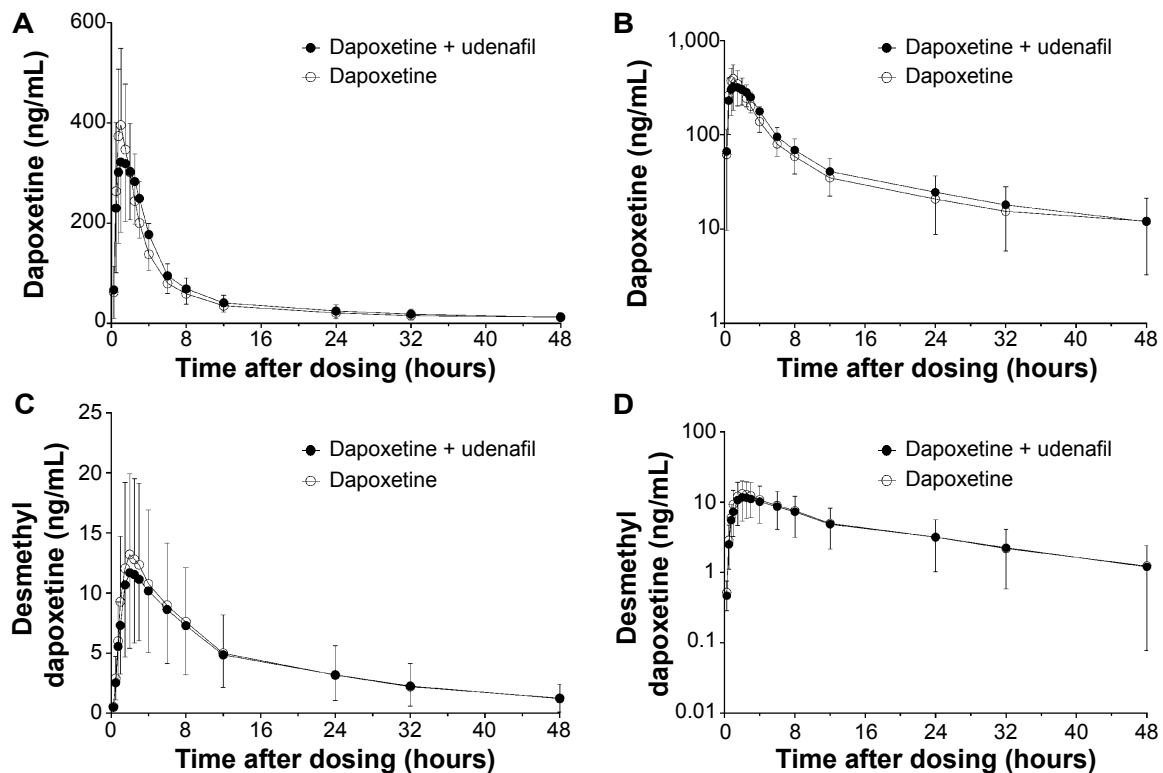 A
600
400
200
0
Dapoxetine (ng/mL)
Dapoxetine + udenafil
Dapoxetine
0 8 16 24 32 40 48
Time after dosing (hours)
B
1,000
100
10
1
Dapoxetine (ng/mL)
Dapoxetine + udenafil
Dapoxetine
0 8 16 24 32 40 48
Time after dosing (hours)
C
25
20
15
10
5
0
Desmethyl
dapoxetine (ng/mL)
Dapoxetine + udenafil
Dapoxetine
0 8 16 24 32 40 48
Time after dosing (hours)
D
100
10
1
0.1
0.01
Desmethyl
dapoxetine (ng/mL)
Dapoxetine + udenafil
Dapoxetine
0 8 16 24 32 40 48
Time after dosing (hours)